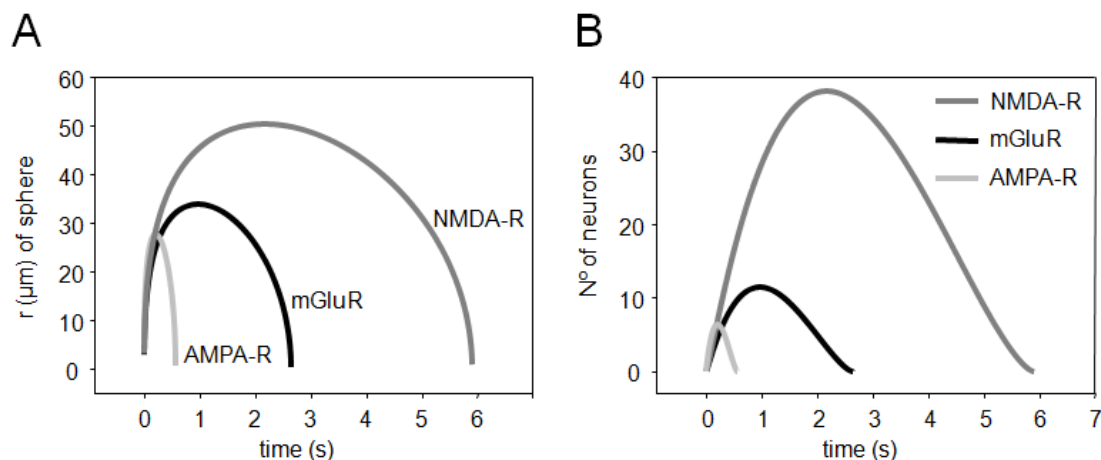 A
r (µm) of sphere
60
50
40
30
20
10
0
NMDA-R
mGluR
AMPA-R
0 1 2 3 4 5 6
time (s)
B
Nº of neurons
40
30
20
10
0
NMDA-R
mGluR
AMPA-R
0 1 2 3 4 5 6 7
time (s)